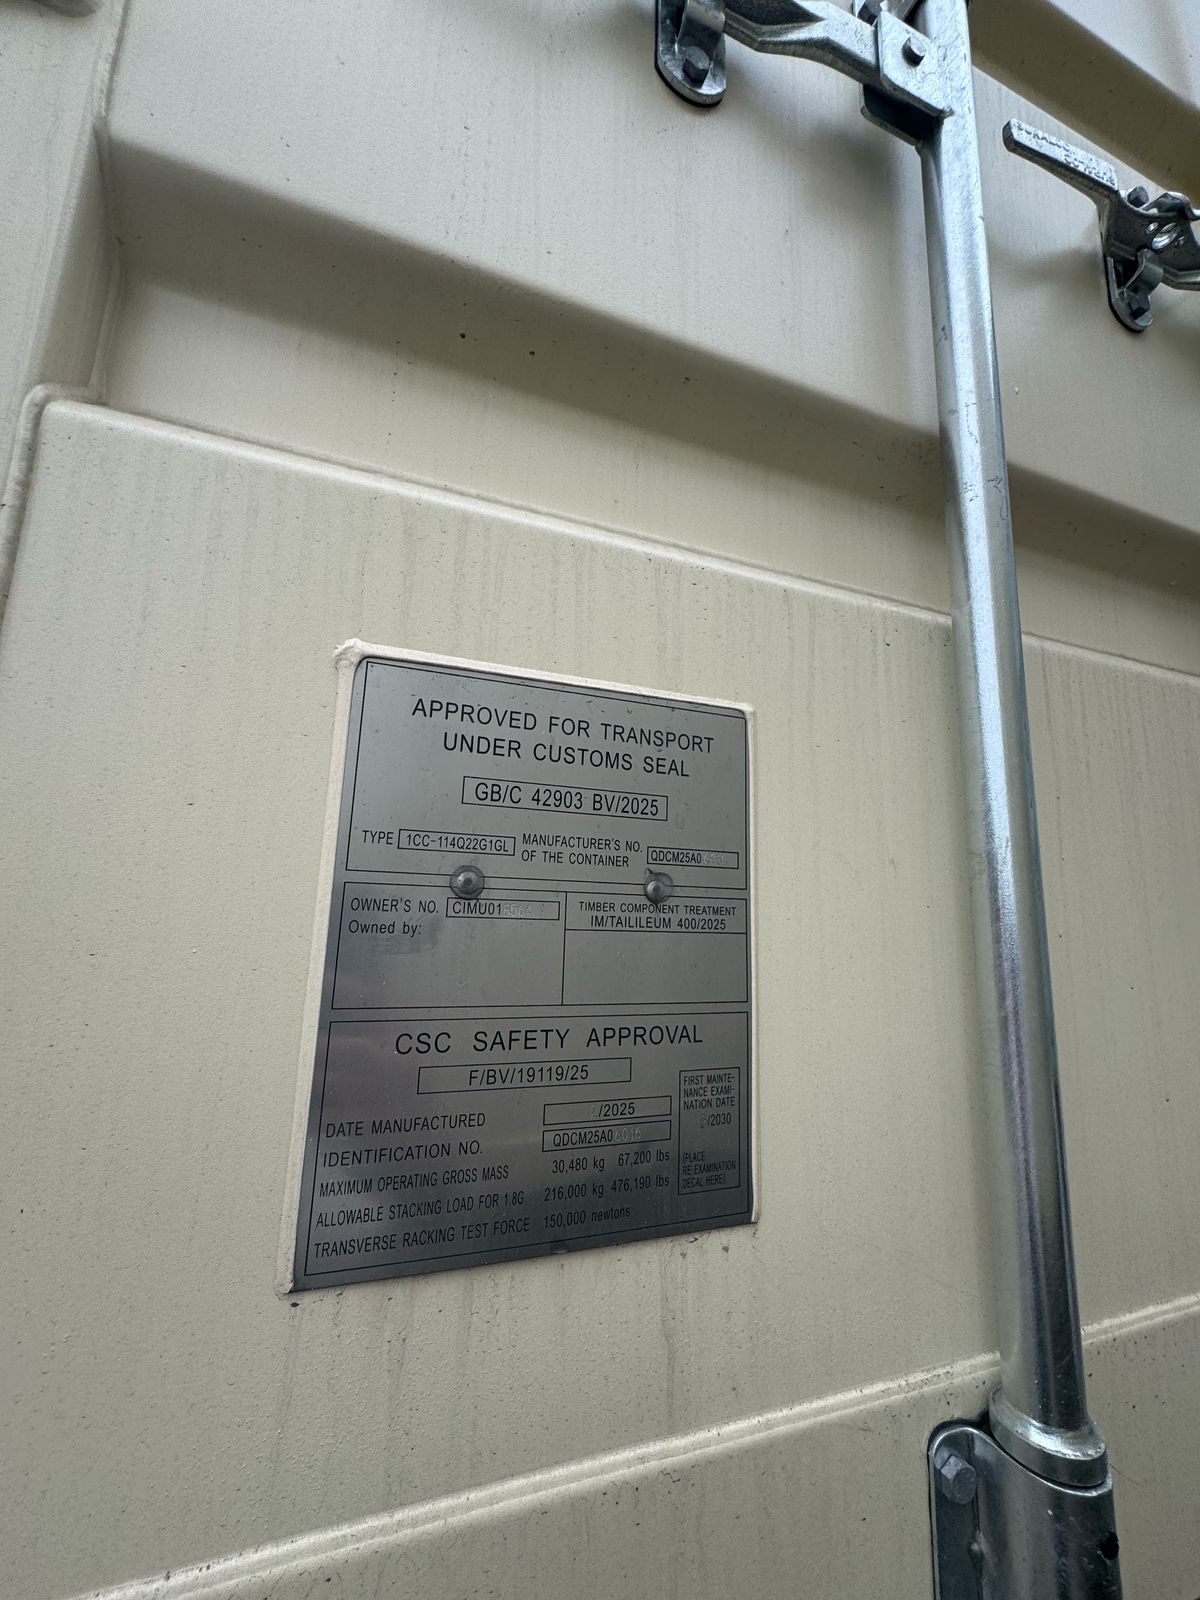 APPROVED FOR TRANSPORT
UNDER CUSTOMS SEAL
GB/C 42903 BV/2025
TYPE 1CC-114Q22G1GL MANUFACTURER'S NO.
OF THE CONTAINER
OWNER'S NO.
Owned by:
TIMBER COMPONENT TREATMENT
IM/TAILILEUM 400/2025
CSC SAFETY APPROVAL
F/BV/19119/25
DATE MANUFACTURED 2/2025
IDENTIFICATION NO.
MAXIMUM OPERATING GROSS MASS 30,480 kg 67,200 lbs
ALLOWABLE STACKING LOAD FOR 1.8G 216,000 kg 476,190 lbs
TRANSVERSE RACKING TEST FORCE 150,000 newtons
FIRST MAINTE-
NANCE EXAMI-
NATION DATE
2/2030
(PLACE
RE EXAMINATION
DECAL HERE)